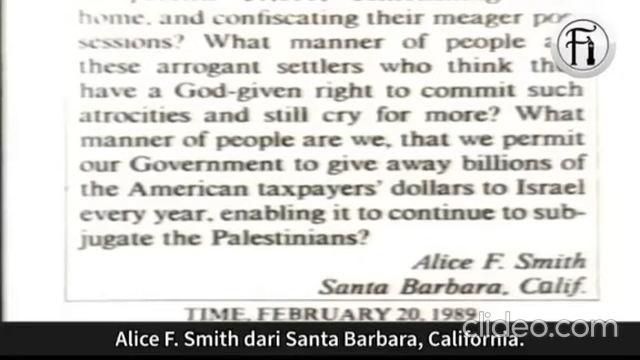 home, and confiscating their meager pos-
sessions? What manner of people
these arrogant settlers who think
have a God-given right to commit such
atrocities and still cry for more? What
manner of people are we, that we permit
our Government to give away billions of
the American taxpayers' dollars to Israel
every year, enabling it to continue to sub-
jugate the Palestinians?
Alice F. Smith
Santa Barbara, Calif.
TIME, FEBRUARY 20, 1989
clideo.com
Alice F. Smith dari Santa Barbara, California.
Fi